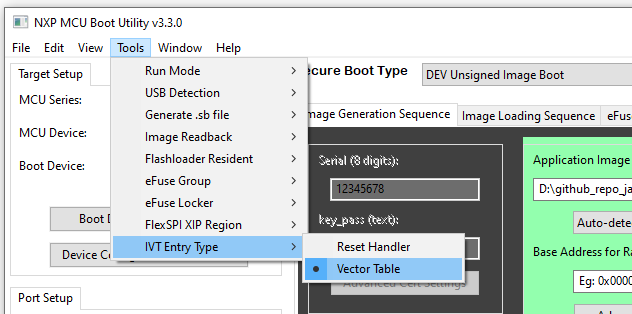 NXP MCU Boot Utility v3.3.0
File Edit View Tools Window Help
Target Setup
MCU Series:
MCU Device:
Boot Device:
Boot D
Device Co
Port Setup
Run Mode
USB Detection
Generate .sb file
Image Readback
Flashloader Resident
eFuse Group
eFuse Locker
FlexSPI XIP Region
IVT Entry Type
Reset Handler
Vector Table
ecure Boot Type
DEV Unsigned Image Boot
mage Generation Sequence
Image Loading Sequence
eFuse
Serial (8 digits):
12345678
key_pass (text):
Advanced Cert Settings
Application Image
D:\github_repo_ja
Auto-detec
Base Address for Ra
Eg: 0x0000